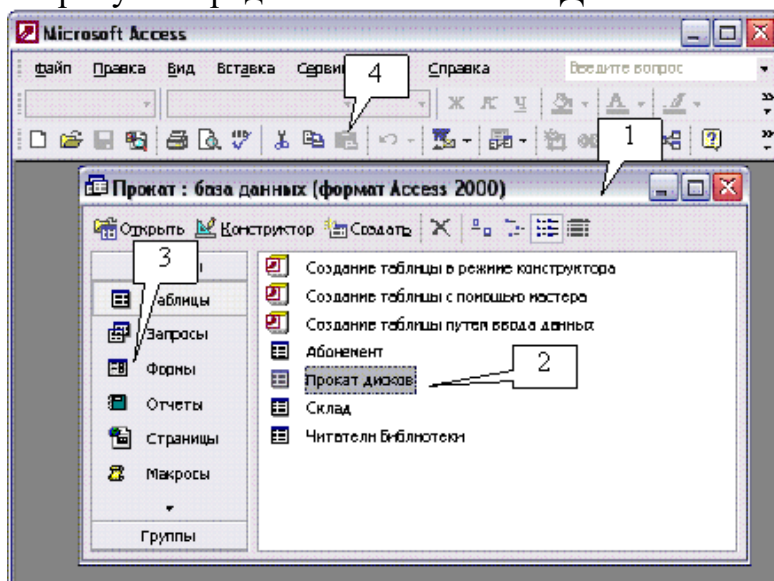 Microsoft Access
Файл Правка Вид Вставка Справка Введите вопрос
4
Ж К Ч
1
Прокат : база данных (формат Access 2000)
Открыть Конструктор Создать
3
Создание таблицы в режиме конструктора
Таблицы Создание таблицы с помощью мастера
Запросы Создание таблицы путем ввода данных
Абонемент
Формы Прокат дисков
2
Отчеты Склад
Страницы Читатели Библиотеки
Макросы
Группы